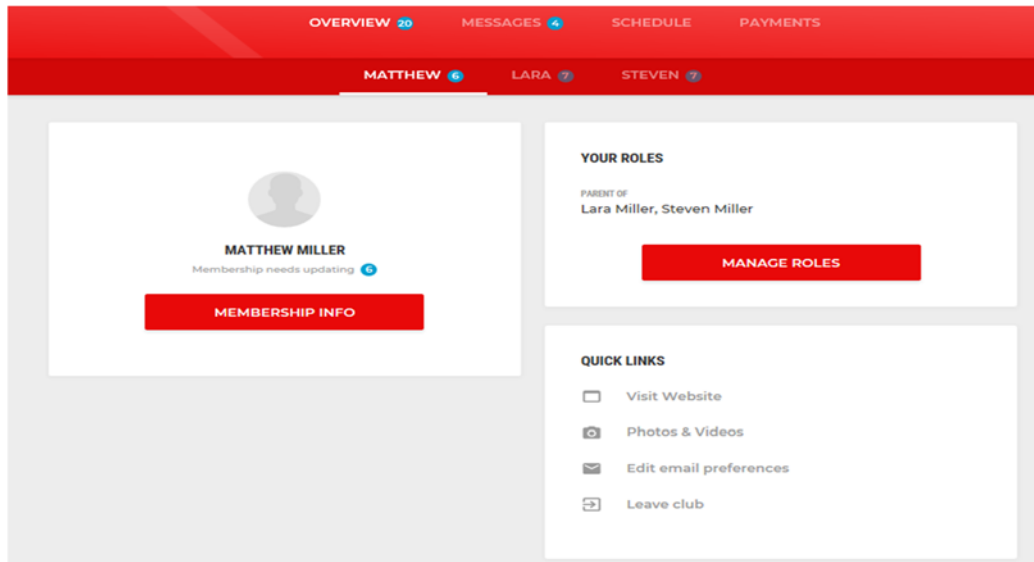 OVERVIEW 20 MESSAGES 4 SCHEDULE PAYMENTS
MATTHEW 6 LARA 7 STEVEN 7
MATTHEW MILLER
Membership needs updating 6
MEMBERSHIP INFO
YOUR ROLES
PARENT OF
Lara Miller, Steven Miller
MANAGE ROLES
QUICK LINKS
Visit Website
Photos & Videos
Edit email preferences
Leave club